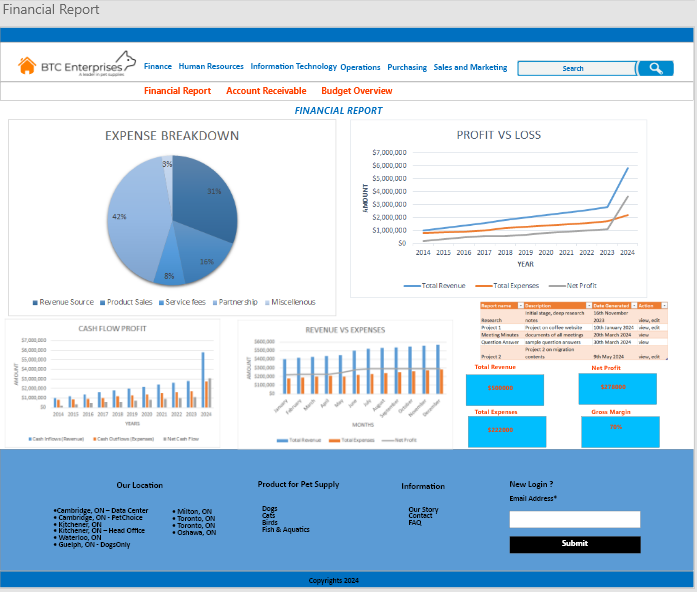 Financial Report
BTC Enterprises
A leader in pet supplies
Finance Human Resources Information Technology Operations Purchasing Sales and Marketing
Search
Financial Report Account Receivable Budget Overview
FINANCIAL REPORT
EXPENSE BREAKDOWN
3%
31%
42%
16%
8%
Revenue Source Product Sales Service fees Partnership Miscellenous
PROFIT VS LOSS
$7,000,000
$6,000,000
$5,000,000
$4,000,000
$3,000,000
$2,000,000
$1,000,000
$0
AMOUNT
2014 2015 2016 2017 2018 2019 2020 2021 2022 2023 2024
YEAR
Total Revenue Total Expenses Net Profit
CASH FLOW PROFIT
$7,000,000
$6,000,000
$5,000,000
$4,000,000
$3,000,000
$2,000,000
$1,000,000
$0
AMOUNT
2014 2015 2016 2017 2018 2019 2020 2021 2022 2023 2024
YEARS
Cash Inflows (Revenue) Cash Outflows (Expenses) Net Cash Flow
REVENUE VS EXPENSES
$600,000
$500,000
$400,000
$300,000
$200,000
$100,000
$0
AMOUNT
January February March April May June July August September October November December
MONTHS
Total Revenue Total Expenses Net Profit
Report name Description Date Generated Action
Research Initial stage, deep research notes 16th November 2023 view, edit
Project 1 Project on coffee website 10th January 2024 view, edit
Meeting Minutes documents of all meetings 20th March 2024 view
Question Answer sample question answers 30th March 2024 view
Project 2 Project 2 on migration contents 9th May 2024 view, edit
Total Revenue
Net Profit
Total Expenses
Gross Margin
Our Location
•Cambridge, ON – Data Center
• Cambridge, ON - PetChoice
• Kitchener, ON
• Kitchener, ON – Head Office
• Waterloo, ON
• Guelph, ON - DogsOnly
• Milton, ON
• Toronto, ON
• Toronto, ON
• Oshawa, ON
Product for Pet Supply
Dogs
Cats
Birds
Fish & Aquatics
Information
Our Story
Contact
FAQ
New Login ?
Email Address*
Submit
Copyrights 2024